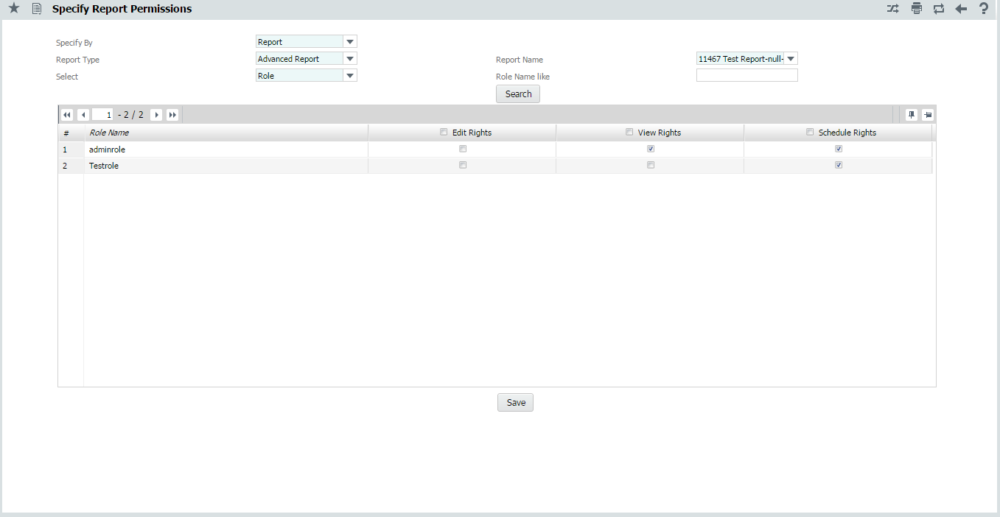 Specify Report Permissions ?
Specify By Report
Report Type Advanced Report Report Name 11467 Test Report-null-
Select Role Role Name like
Search
1 - 2 / 2
# Role Name Edit Rights View Rights Schedule Rights
1 adminrole
2 Testrole
Save